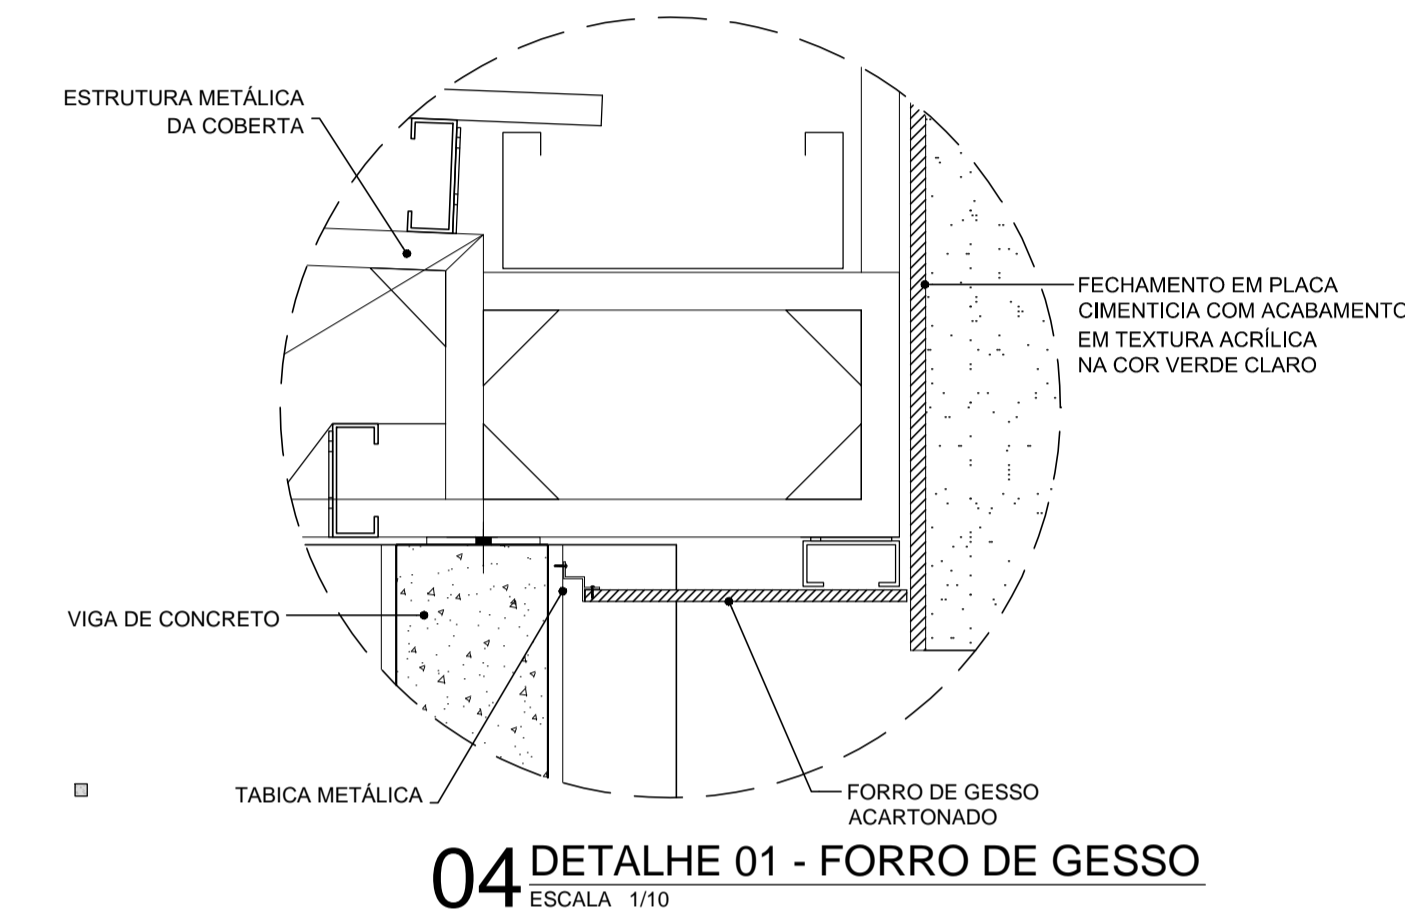 ESTRUTURA METÁLICA
DA COBERTA
FECHAMENTO EM PLACA
CIMENTICIA COM ACABAMENTO
EM TEXTURA ACRÍLICA
NA COR VERDE CLARO
VIGA DE CONCRETO
TABICA METÁLICA
FORRO DE GESSO
ACARTONADO
04 DETALHE 01 - FORRO DE GESSO
ESCALA 1/10